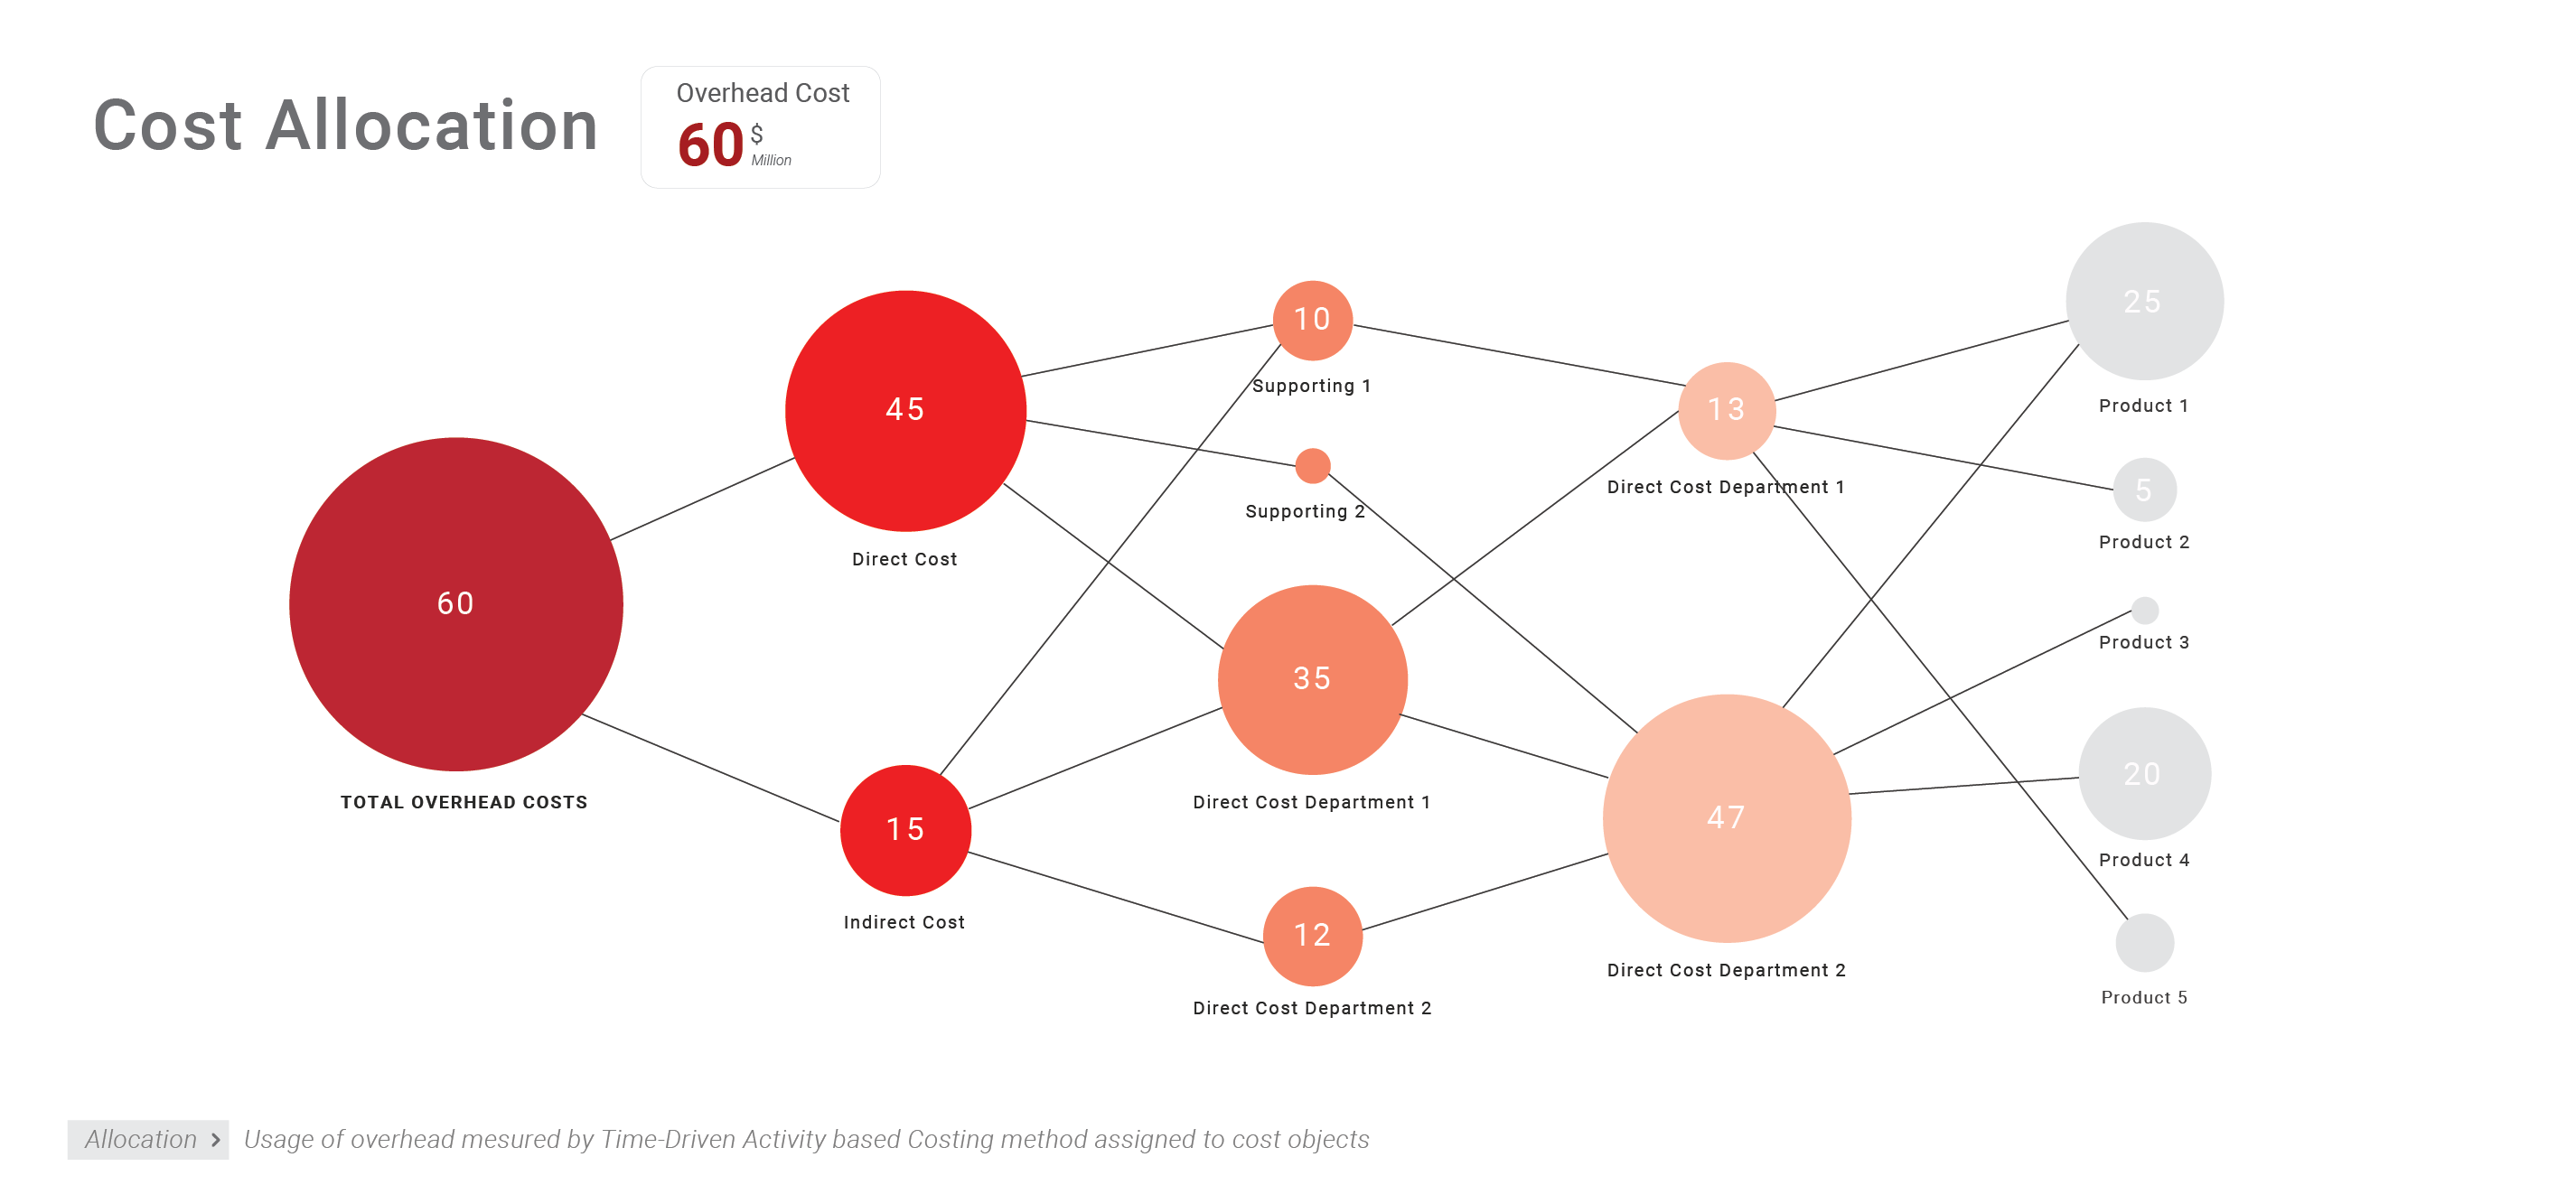 Cost Allocation
Overhead Cost
60 $
Million
60
TOTAL OVERHEAD COSTS
45
Direct Cost
15
Indirect Cost
10
Supporting 1
Supporting 2
35
Direct Cost Department 1
12
Direct Cost Department 2
13
Direct Cost Department 1
47
Direct Cost Department 2
25
Product 1
5
Product 2
Product 3
20
Product 4
Product 5
Allocation > Usage of overhead mesured by Time-Driven Activity based Costing method assigned to cost objects